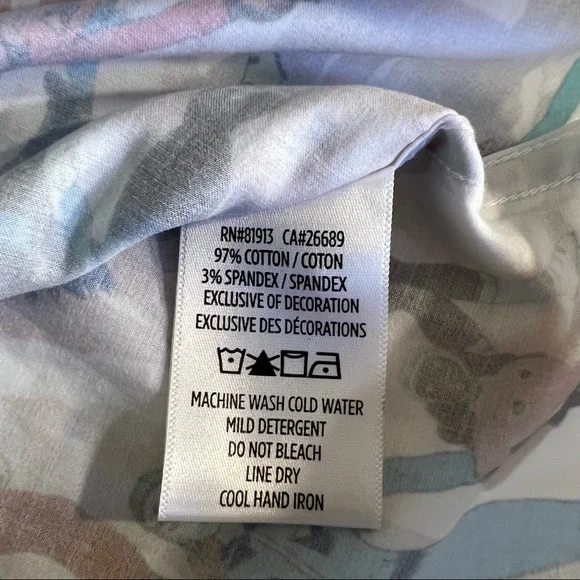 RN#81913 CA#26689
97% COTTON / COTON
3% SPANDEX / SPANDEX
EXCLUSIVE OF DECORATION
EXCLUSIVE DES DÉCORATIONS
MACHINE WASH COLD WATER
MILD DETERGENT
DO NOT BLEACH
LINE DRY
COOL HAND IRON